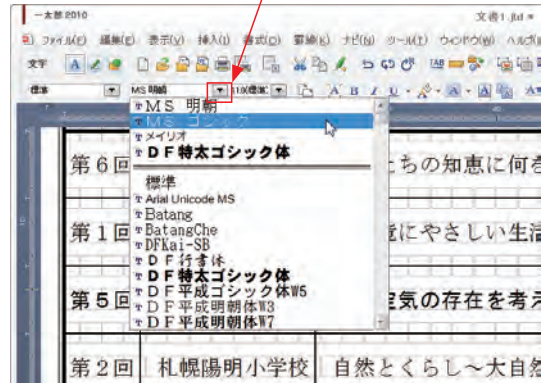 一太郎 2010
文書1.jtd *
ファイル(F) 編集(E) 表示(V) 挿入(I) 書式(O) 罫線(K) ナビ(N) ツール(T) ウィンドウ(W) ヘルプ(H
文字
標準 MS 明朝 10(標準) A B I U
MS 明朝
MS ゴシック
メイリオ
DF特太ゴシック体
標準
Arial Unicode MS
Batang
BatangChe
DFKai-SB
DF行書体
DF特太ゴシック体
DF平成ゴシック体W5
DF平成明朝体W3
DF平成明朝体W7
第6回 ちの知恵に何を
第1回 にやさしい生活
第5回 空気の存在を考え
第2回 札幌陽明小学校 自然とくらし~大自然